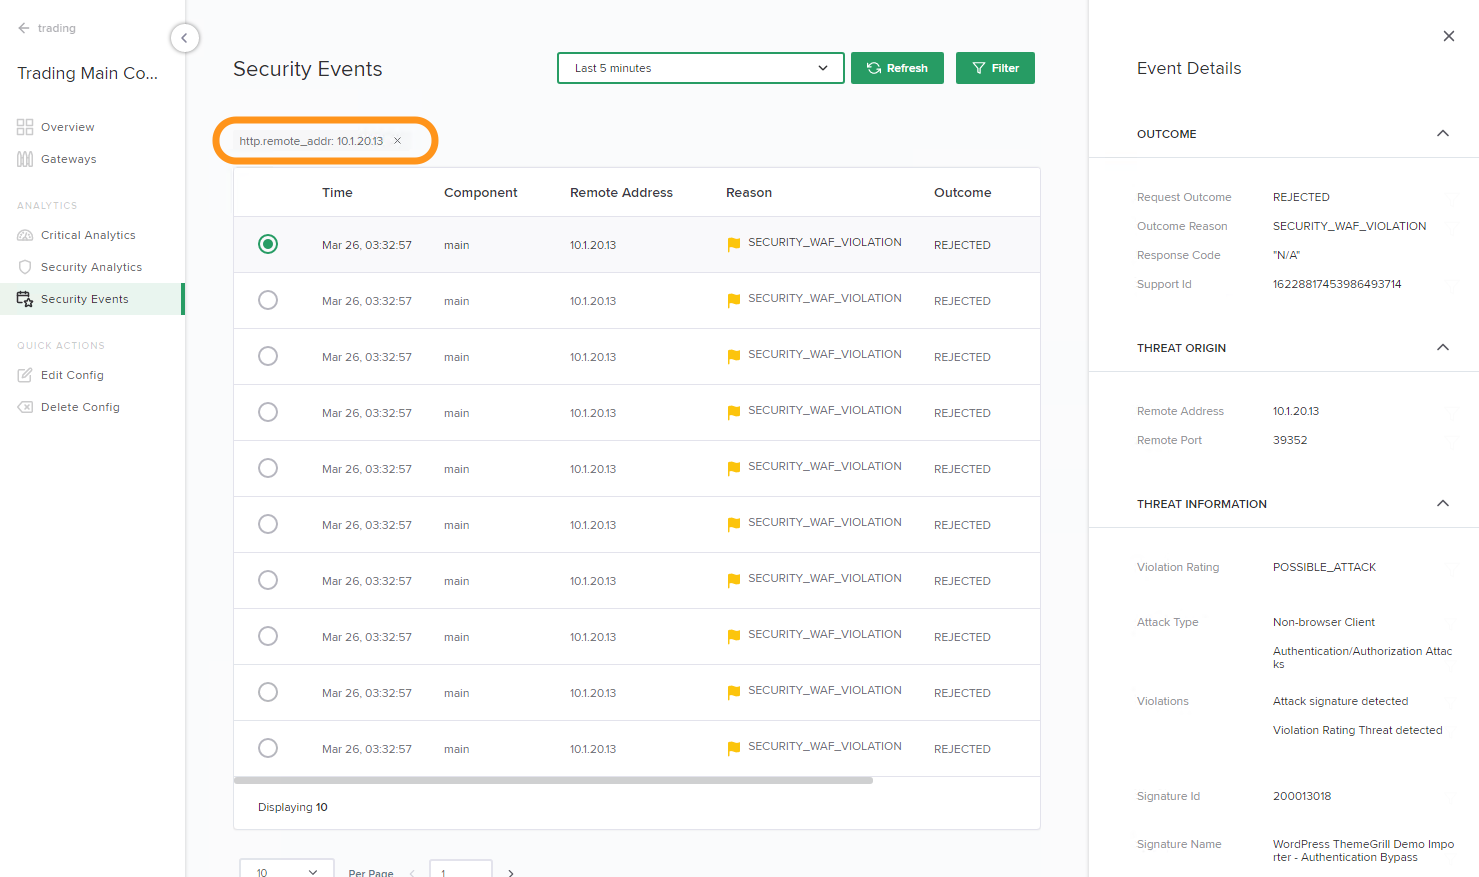 trading
Trading Main Co...
Overview
Gateways
ANALYTICS
Critical Analytics
Security Analytics
Security Events
QUICK ACTIONS
Edit Config
Delete Config
Security Events
Last 5 minutes
Refresh
Filter
http.remote_addr: 10.1.20.13 ×
Time Component Remote Address Reason Outcome
Mar 26, 03:32:57 main 10.1.20.13 SECURITY_WAF_VIOLATION REJECTED
Mar 26, 03:32:57 main 10.1.20.13 SECURITY_WAF_VIOLATION REJECTED
Mar 26, 03:32:57 main 10.1.20.13 SECURITY_WAF_VIOLATION REJECTED
Mar 26, 03:32:57 main 10.1.20.13 SECURITY_WAF_VIOLATION REJECTED
Mar 26, 03:32:57 main 10.1.20.13 SECURITY_WAF_VIOLATION REJECTED
Mar 26, 03:32:57 main 10.1.20.13 SECURITY_WAF_VIOLATION REJECTED
Mar 26, 03:32:57 main 10.1.20.13 SECURITY_WAF_VIOLATION REJECTED
Mar 26, 03:32:57 main 10.1.20.13 SECURITY_WAF_VIOLATION REJECTED
Mar 26, 03:32:57 main 10.1.20.13 SECURITY_WAF_VIOLATION REJECTED
Mar 26, 03:32:57 main 10.1.20.13 SECURITY_WAF_VIOLATION REJECTED
Displaying 10
10 Per Page 1
Event Details
OUTCOME
Request Outcome REJECTED
Outcome Reason SECURITY_WAF_VIOLATION
Response Code "N/A"
Support Id 16228817453986493714
THREAT ORIGIN
Remote Address 10.1.20.13
Remote Port 39352
THREAT INFORMATION
Violation Rating POSSIBLE_ATTACK
Attack Type Non-browser Client
Authentication/Authorization Attac
ks
Violations Attack signature detected
Violation Rating Threat detected
Signature Id 200013018
Signature Name WordPress ThemeGrill Demo Impo
rter - Authentication Bypass